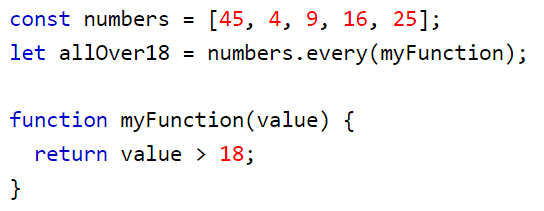 const numbers = [45, 4, 9, 16, 25];
let allOver18 = numbers.every(myFunction);

function myFunction(value) {
  return value > 18;
}